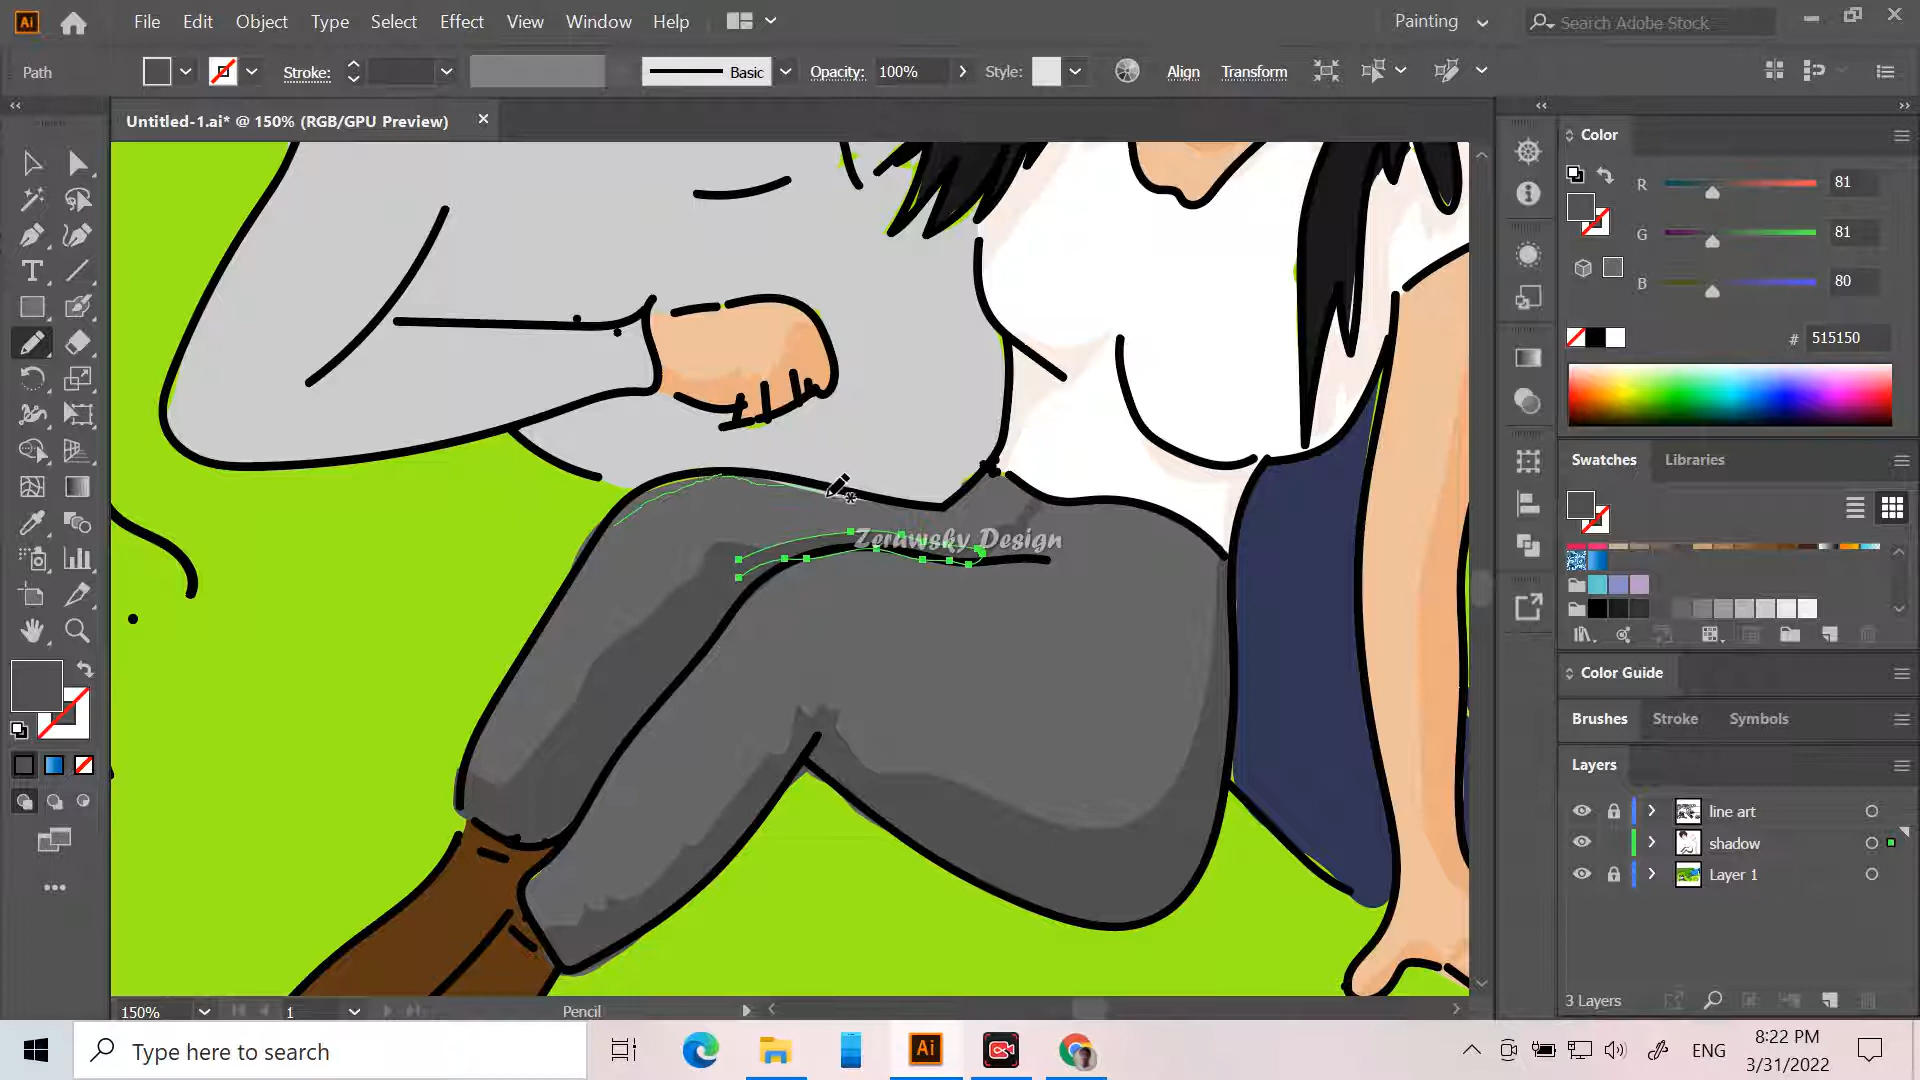 Ai File Edit Object Type Select Effect View Window Help Painting Search Adobe Stock
Path Stroke: Basic Opacity: 100% Style: Align Transform
Untitled-1.ai* @ 150% (RGB/GPU Preview)
Color
R 81
G 81
B 80
# 515150
Swatches Libraries
Zerawsky Design
Color Guide
Brushes Stroke Symbols
Layers
line art
shadow
Layer 1
3 Layers
150% 1 Pencil
Type here to search
Ai
ENG
8:22 PM
3/31/2022